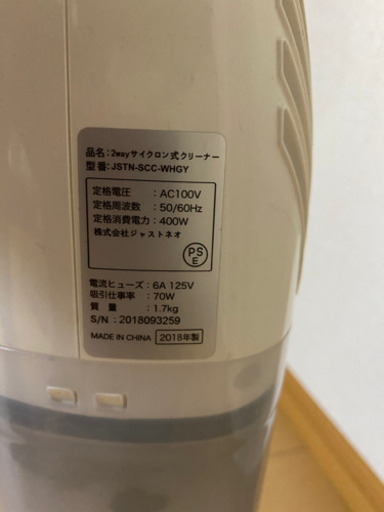 品名：2wayサイクロン式クリーナー
型番：JSTN-SCC-WHGY
定格電圧：AC100V
定格周波数：50/60Hz
定格消費電力：400W
株式会社ジャストネオ
PS
E
電流ヒューズ：6A 125V
吸引仕事率：70W
質量：1.7kg
S/N：2018093259
MADE IN CHINA 2018年製